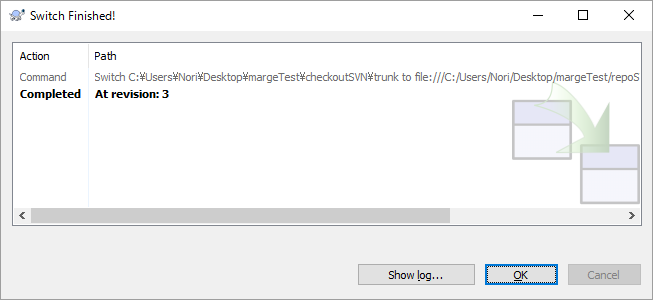 Switch Finished!
Action Path
Command Switch C:¥Users¥Nori¥Desktop¥margeTest¥checkoutSVN¥trunk to file:///C:/Users/Nori/Desktop/margeTest/repoS
Completed At revision: 3
Show log... OK Cancel